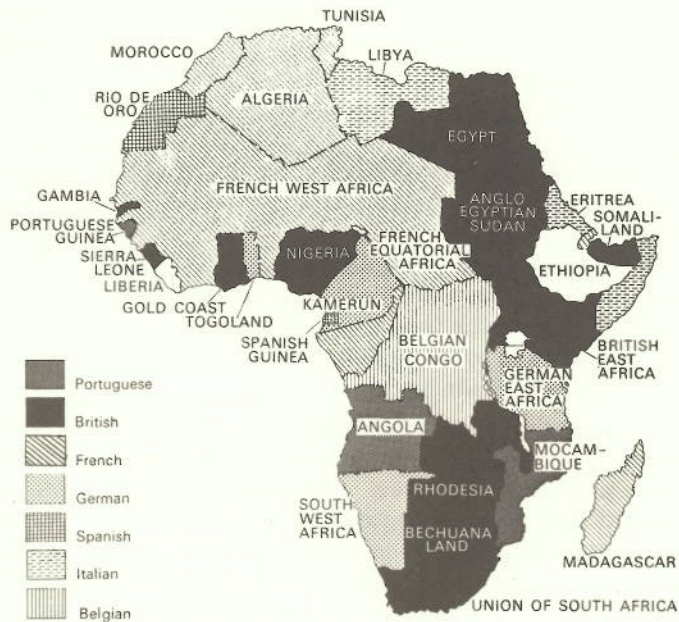 TUNISIA
MOROCCO
LIBYA
RIO DE
ORO
ALGERIA
EGYPT
FRENCH WEST AFRICA
GAMBIA
ANGLO
EGYPTIAN
SUDAN
ERITREA
SOMALI-
LAND
PORTUGUESE
GUINEA
NIGERIA
FRENCH
EQUATORIAL
AFRICA
SIERRA
LEONE
ETHIOPIA
LIBERIA
GOLD COAST
TOGOLAND
KAMERUN
SPANISH
GUINEA
BELGIAN
CONGO
BRITISH
EAST
AFRICA
GERMAN
EAST
AFRICA
Portuguese
British
French
German
Spanish
Italian
Belgian
ANGOLA
MOCAM-
BIQUE
RHODESIA
SOUTH
WEST
AFRICA
BECHUANA
LAND
MADAGASCAR
UNION OF SOUTH AFRICA